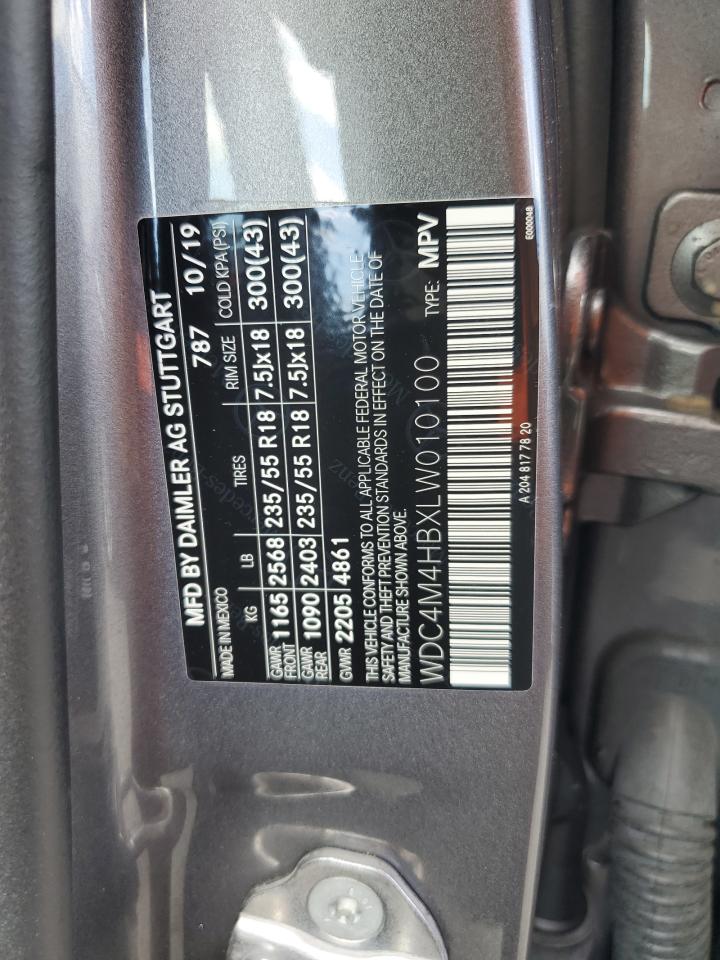 MFD BY DAIMLER AG STUTTGART
MADE IN MEXICO 787 10/19
KG LB TIRES RIM SIZE COLD KPA (PSI)
GAWR FRONT 1165 2568 235/55 R18 7.5Jx18 300(43)
GAWR REAR 1090 2403 235/55 R18 7.5Jx18 300(43)
GVWR 2205 4861
THIS VEHICLE CONFORMS TO ALL APPLICABLE FEDERAL MOTOR VEHICLE
SAFETY AND THEFT PREVENTION STANDARDS IN EFFECT ON THE DATE OF
MANUFACTURE SHOWN ABOVE.
WDC4M4HBXLW010100 TYPE: MPV
A 204 817 78 20 E000048